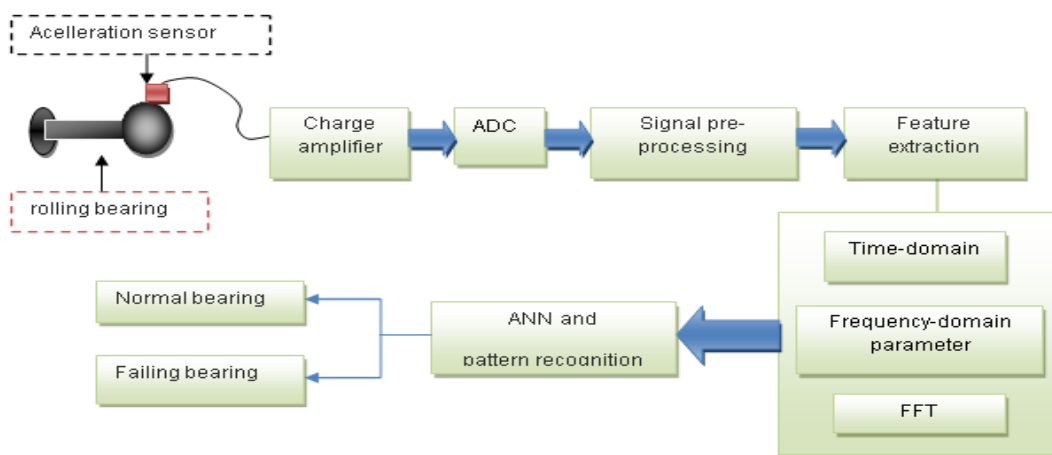 Acelleration sensor
Charge
amplifier
ADC
Signal pre-
processing
Feature
extraction
rolling bearing
Time-domain
Frequency-domain
parameter
FFT
ANN and
pattern recognition
Normal bearing
Failing bearing